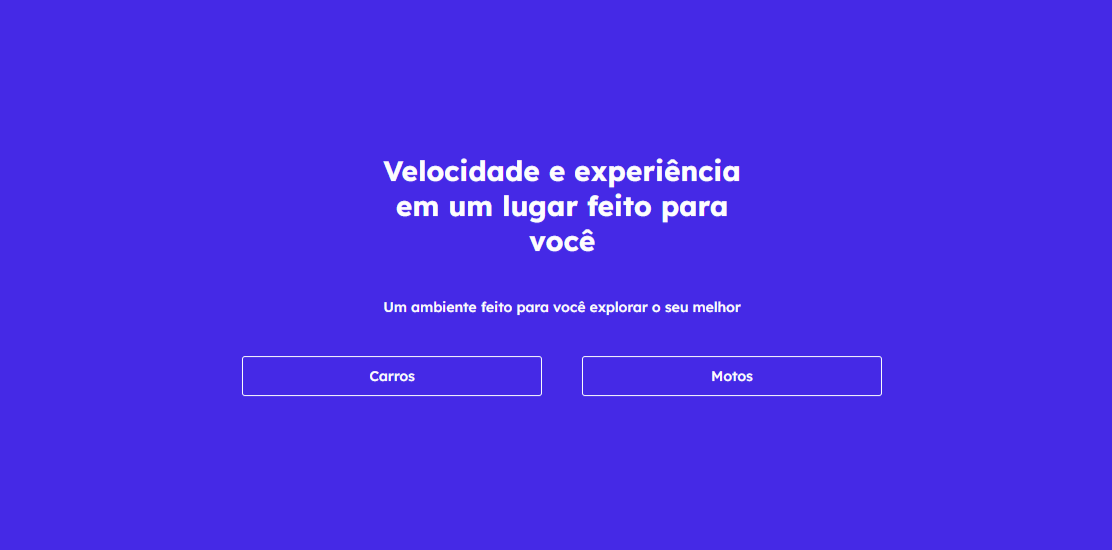 Velocidade e experiência
em um lugar feito para
você
Um ambiente feito para você explorar o seu melhor
Carros
Motos